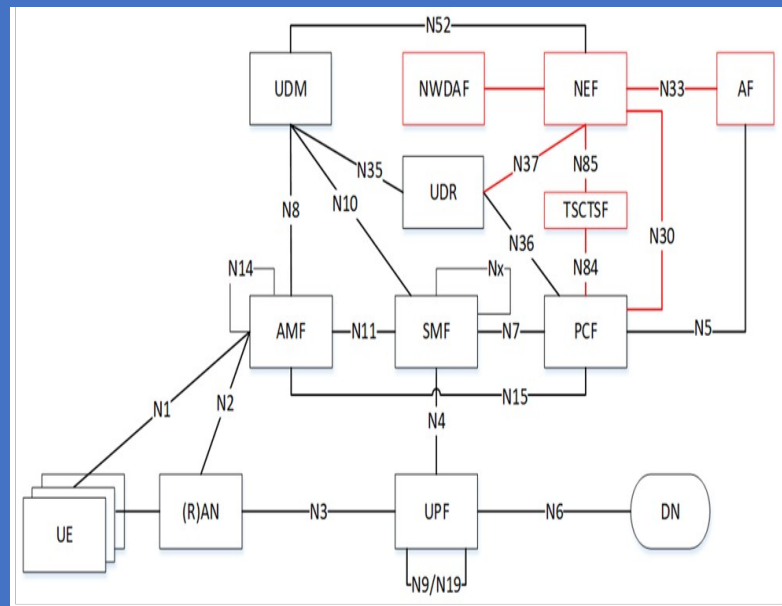 N52
UDM
NWDAF
NEF
N33
AF
N35
N37
N85
N8
N10
UDR
TSCTSF
N36
N30
N14
Nx
N84
AMF
N11
SMF
N7
PCF
N5
N1
N2
N4
N15
UE
(R)AN
N3
UPF
N6
DN
N9/N19